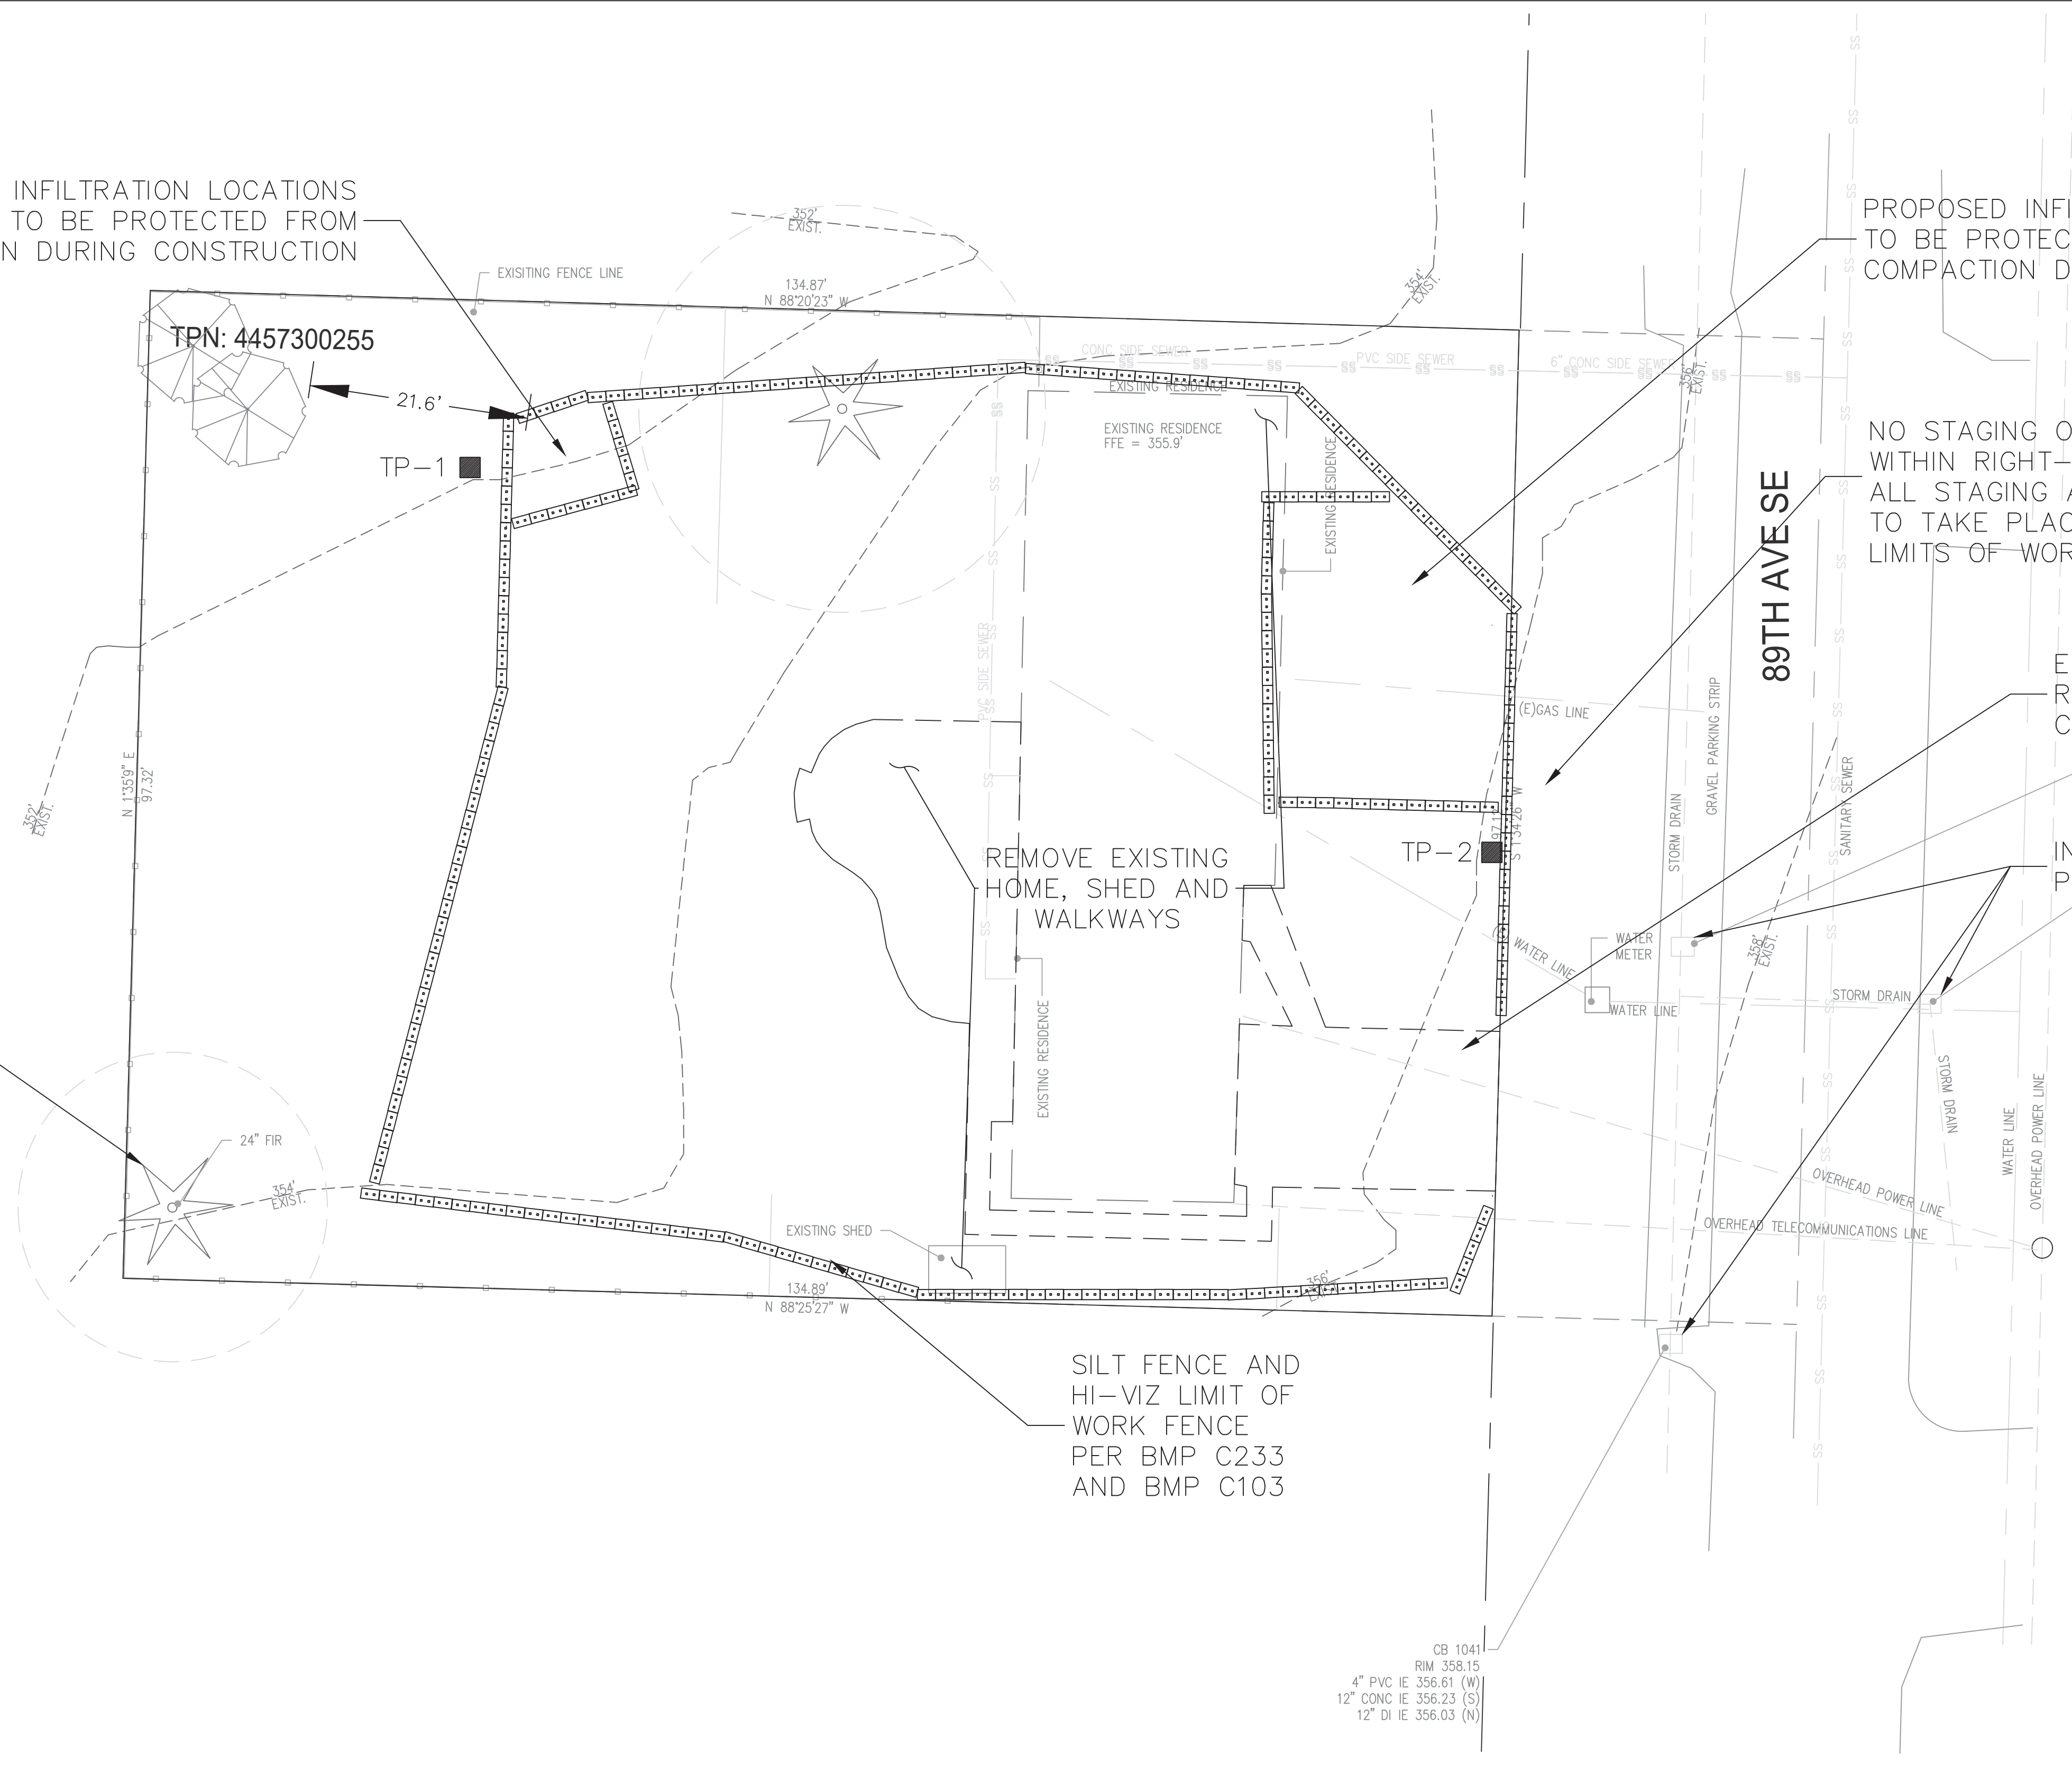 INFILTRATION LOCATIONS
TO BE PROTECTED FROM
N DURING CONSTRUCTION
EXISITING FENCE LINE
352'
EXIST.
134.87'
N 88°20'23" W
354'
EXIST.
PROPOSED INFI
TO BE PROTEC
COMPACTION D
TPN: 4457300255
21.6'
TP-1
CONC SIDE SEWER
PVC SIDE SEWER
6" CONC SIDE SEWER
356'
EXIST.
EXISTING RESIDENCE
EXISTING RESIDENCE
FFE = 355.9'
EXISTING RESIDENCE
NO STAGING O
WITHIN RIGHT-
ALL STAGING A
TO TAKE PLAC
LIMITS OF WOR
89TH AVE SE
PVC SIDE SEWER
(E)GAS LINE
GRAVEL PARKING STRIP
STORM DRAIN
SANITARY SEWER
E
R
C
N 1°35'9" E
97.32'
352'
EXIST.
REMOVE EXISTING
HOME, SHED AND
WALKWAYS
TP-2
S 1°34'26" W
IN
P
WATER LINE
WATER
METER
WATER LINE
358'
EXIST.
STORM DRAIN
STORM DRAIN
WATER LINE
OVERHEAD POWER LINE
EXISTING RESIDENCE
24" FIR
354'
EXIST.
OVERHEAD POWER LINE
OVERHEAD TELECOMMUNICATIONS LINE
EXISTING SHED
134.89'
N 88°25'27" W
356'
EXIST.
SILT FENCE AND
HI-VIZ LIMIT OF
WORK FENCE
PER BMP C233
AND BMP C103
CB 1041
RIM 358.15
4" PVC IE 356.61 (W)
12" CONC IE 356.23 (S)
12" DI IE 356.03 (N)
SS